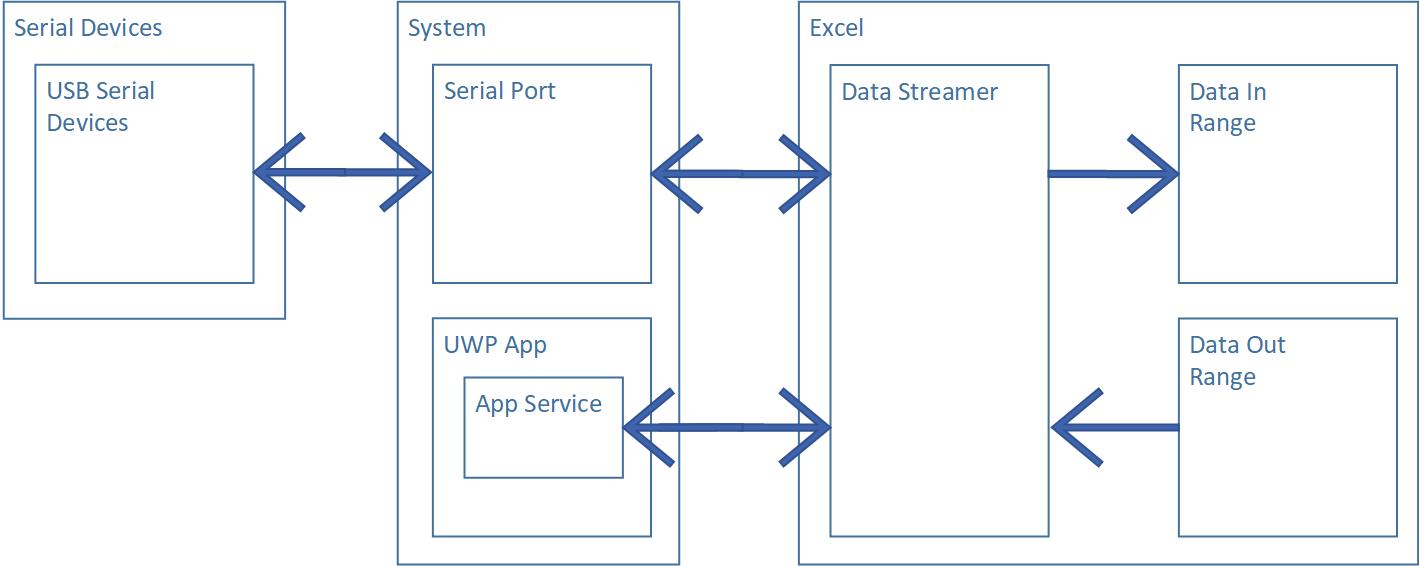 Serial Devices
USB Serial
Devices
System
Serial Port
UWP App
App Service
Excel
Data Streamer
Data In
Range
Data Out
Range